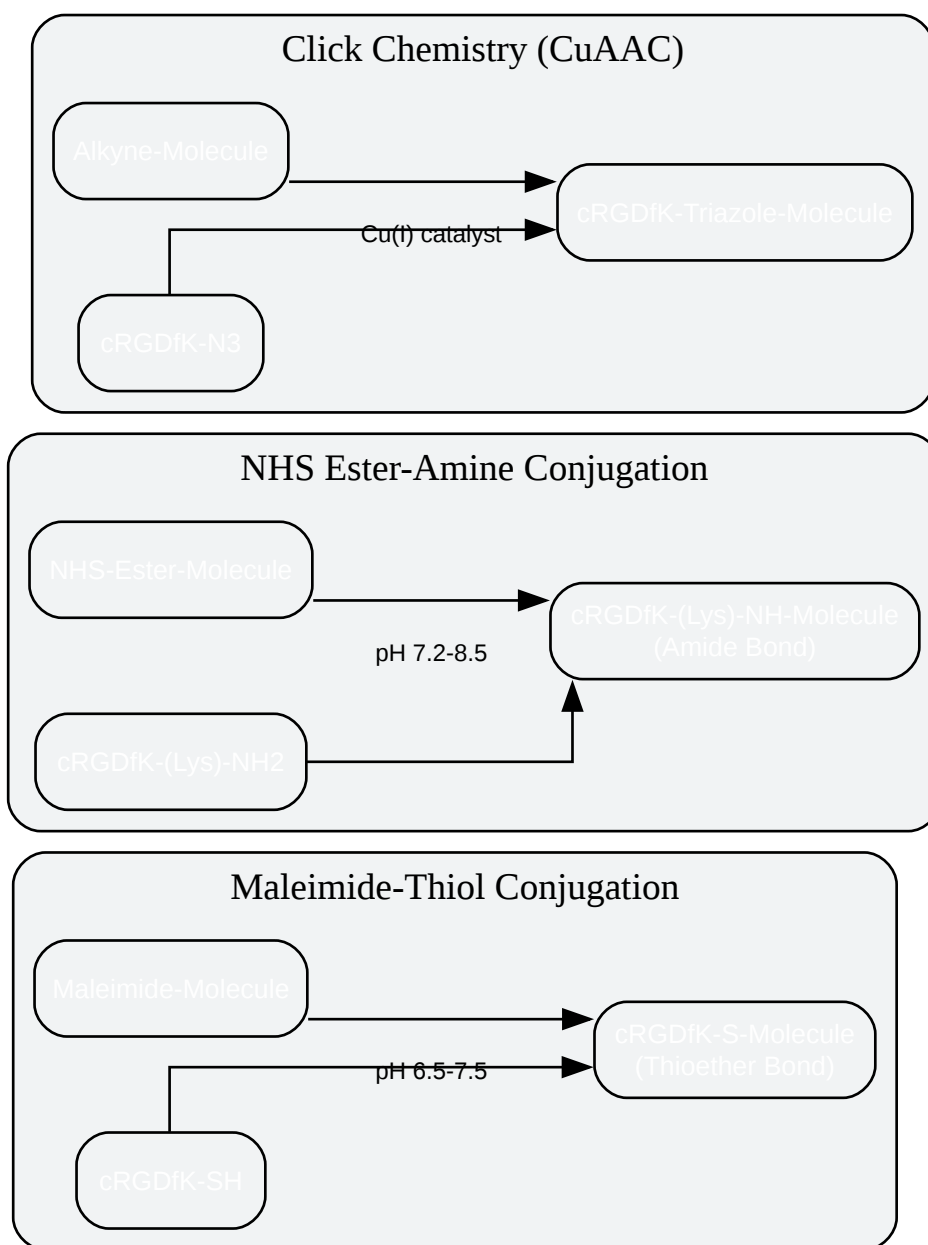 Click Chemistry (CuAAC)
Alkyne-Molecule
cRGDfK-Triazole-Molecule
Cu(I) catalyst
cRGDfK-N3
NHS Ester-Amine Conjugation
NHS-Ester-Molecule
cRGDfK-(Lys)-NH-Molecule
(Amide Bond)
pH 7.2-8.5
cRGDfK-(Lys)-NH2
Maleimide-Thiol Conjugation
Maleimide-Molecule
cRGDfK-S-Molecule
(Thioether Bond)
pH 6.5-7.5
cRGDfK-SH